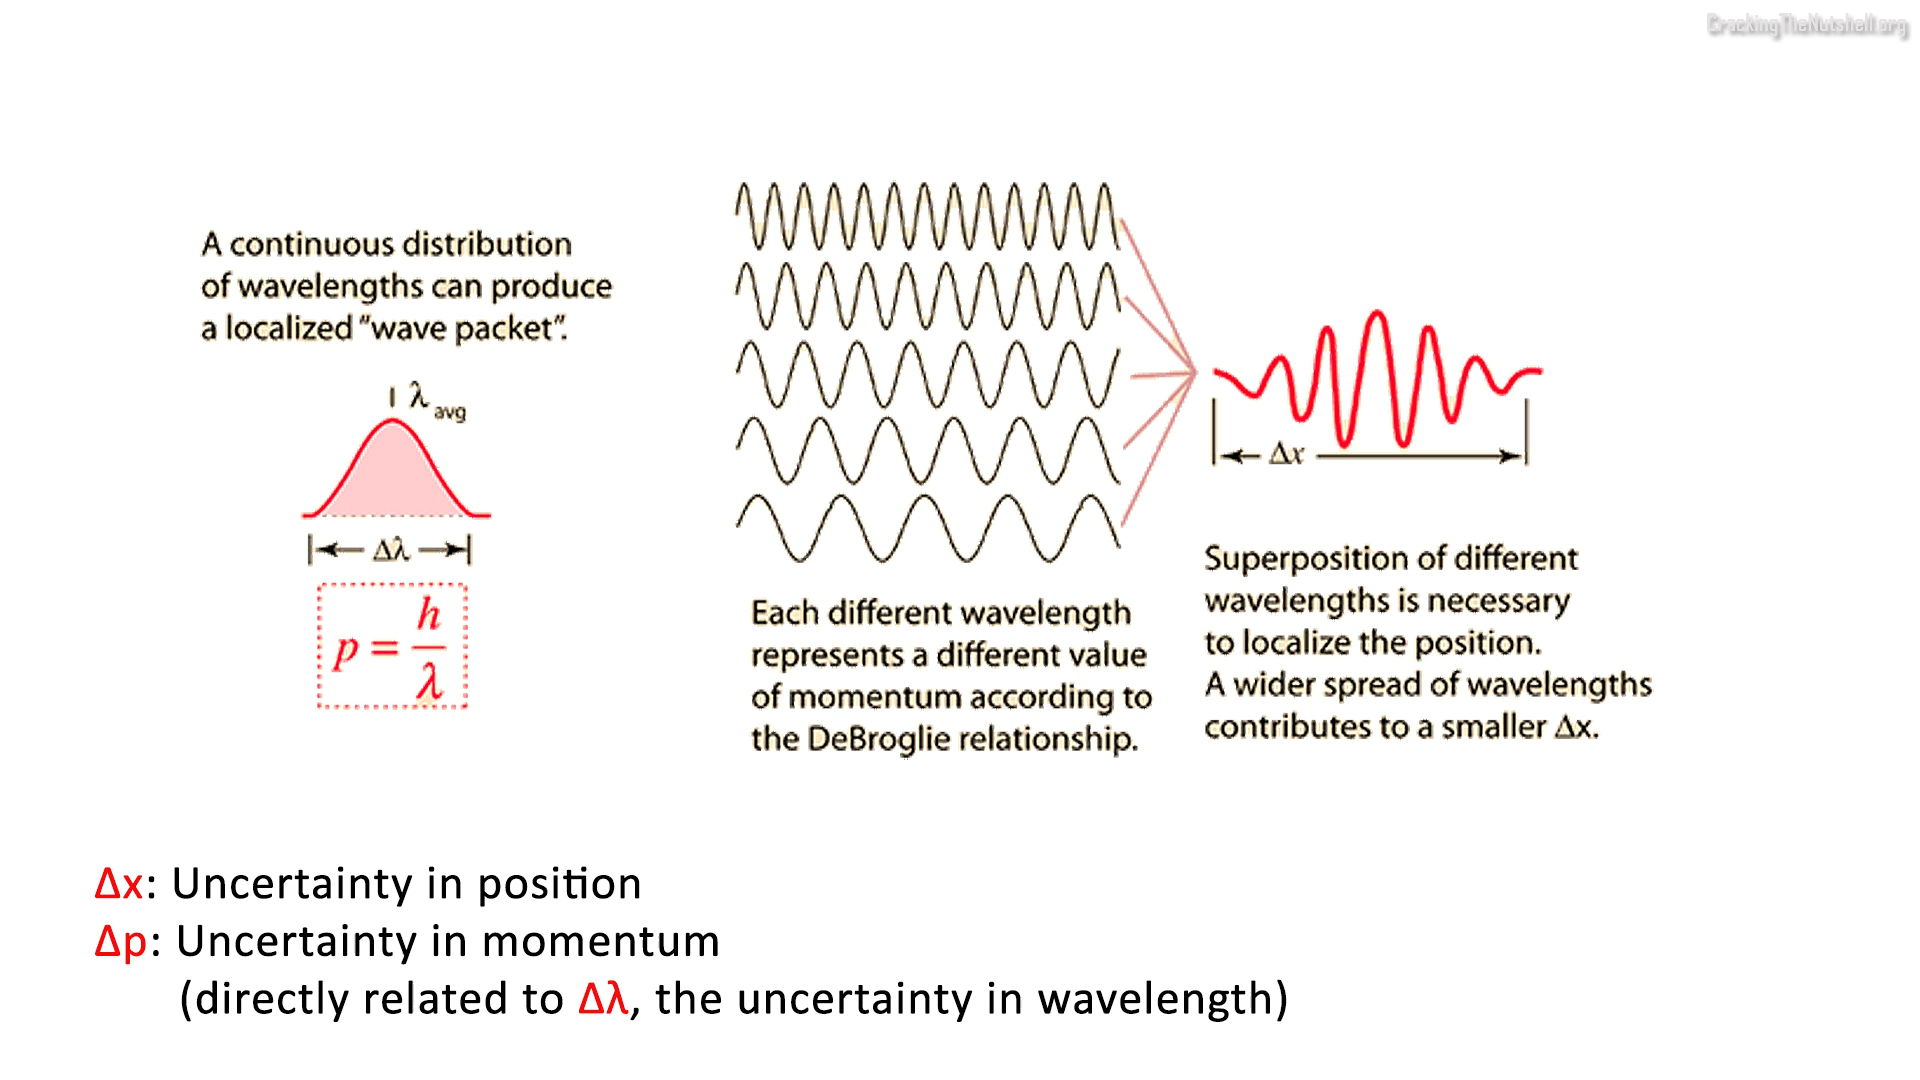 CrackingTheNutshell.org
A continuous distribution
of wavelengths can produce
a localized "wave packet".
λ avg
Δλ
p = h/λ
Each different wavelength
represents a different value
of momentum according to
the DeBroglie relationship.
Δx
Superposition of different
wavelengths is necessary
to localize the position.
A wider spread of wavelengths
contributes to a smaller Δx.
Δx: Uncertainty in position
Δp: Uncertainty in momentum
(directly related to Δλ, the uncertainty in wavelength)